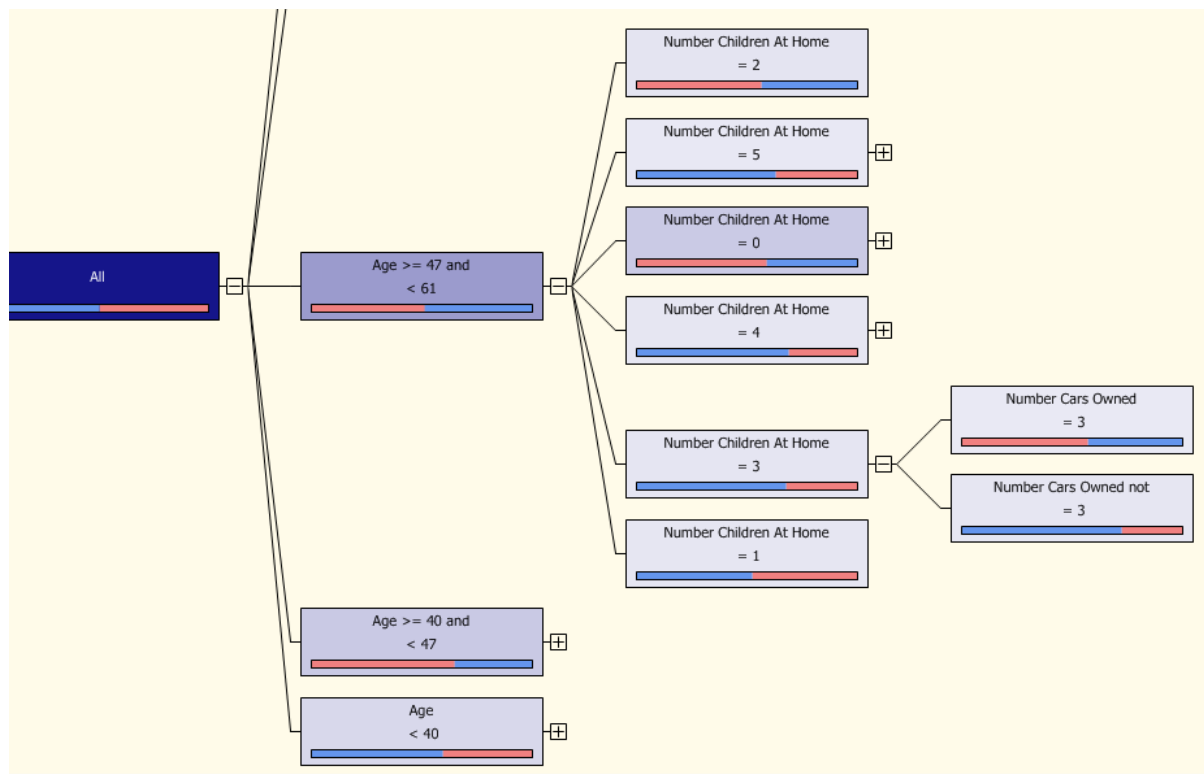 Number Children At Home
= 2
Number Children At Home
= 5
Number Children At Home
= 0
All
Age >= 47 and
< 61
Number Children At Home
= 4
Number Cars Owned
= 3
Number Children At Home
= 3
Number Cars Owned not
= 3
Number Children At Home
= 1
Age >= 40 and
< 47
Age
< 40